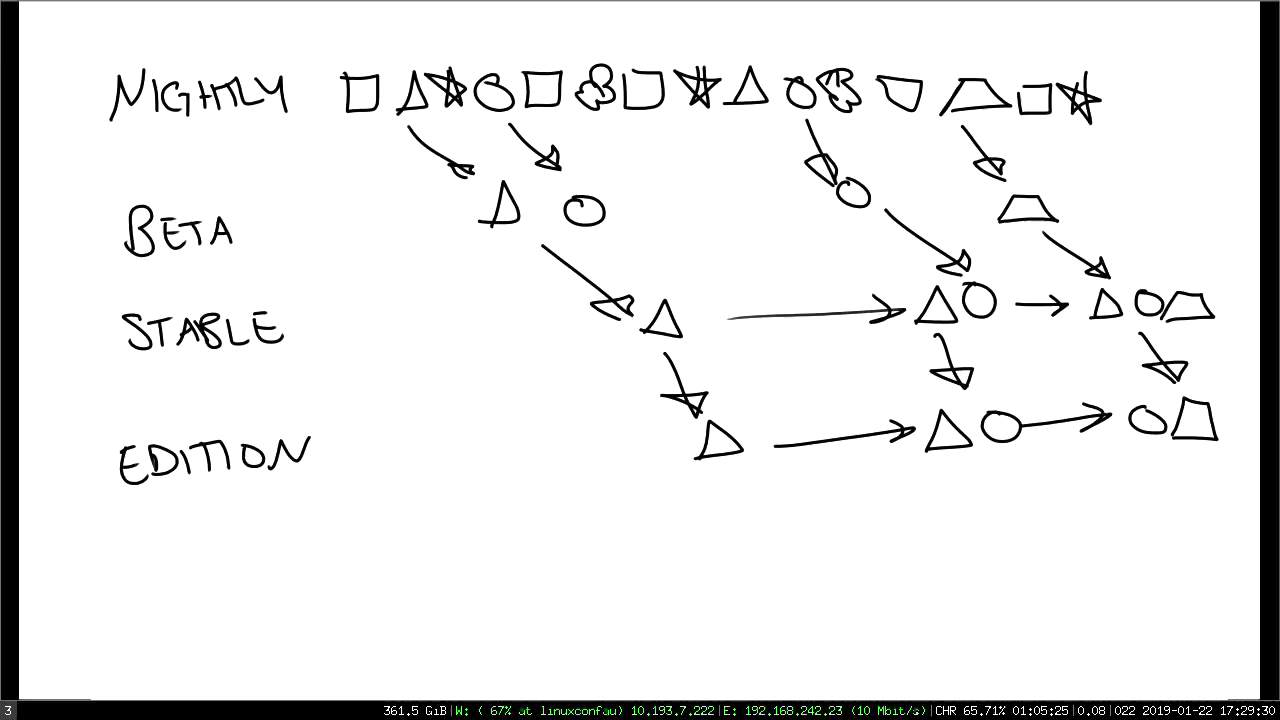 NIGHTLY
BETA
STABLE
EDITION
3 361.5 GiB|W: ( 67% at linuxconfau) 10.193.7.222|E: 192.168.242.23 (10 Mbit/s)|CHR 65.71% 01:05:25|0.08|022 2019-01-22 17:29:30